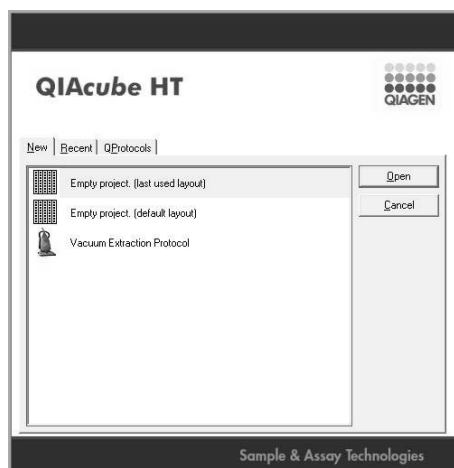 QIAcube HT
QIAGEN
New Recent QProtocols
Empty project. (last used layout)
Open
Empty project. (default layout)
Cancel
Vacuum Extraction Protocol
Sample & Assay Technologies